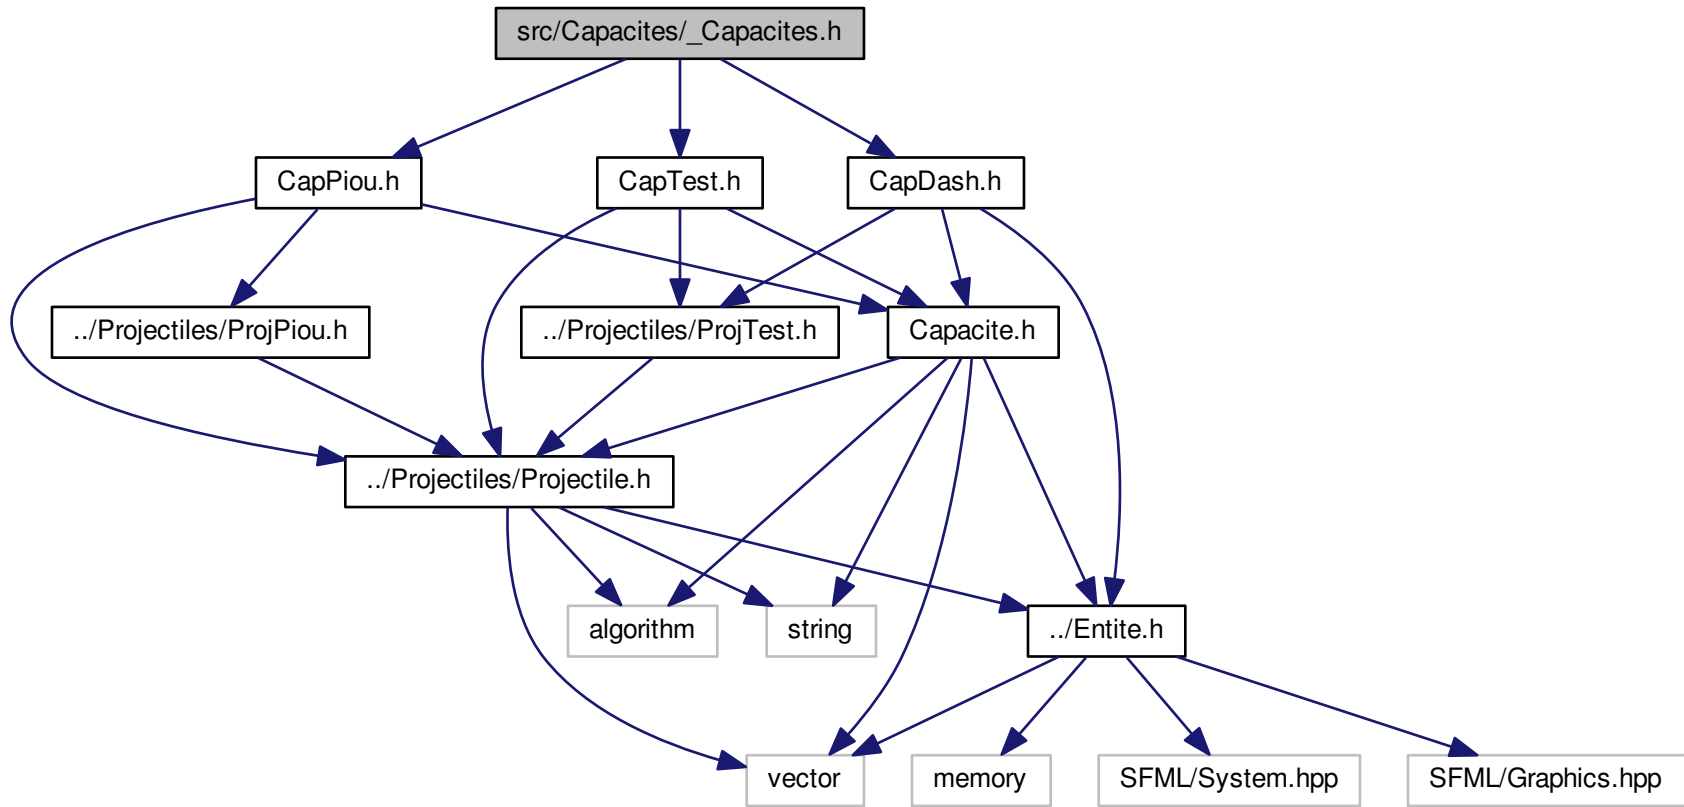 src/Capacites/_Capacites.h
CapPiou.h
CapTest.h
CapDash.h
../Projectiles/ProjPiou.h
../Projectiles/ProjTest.h
Capacite.h
../Projectiles/Projectile.h
algorithm
string
../Entite.h
vector
memory
SFML/System.hpp
SFML/Graphics.hpp